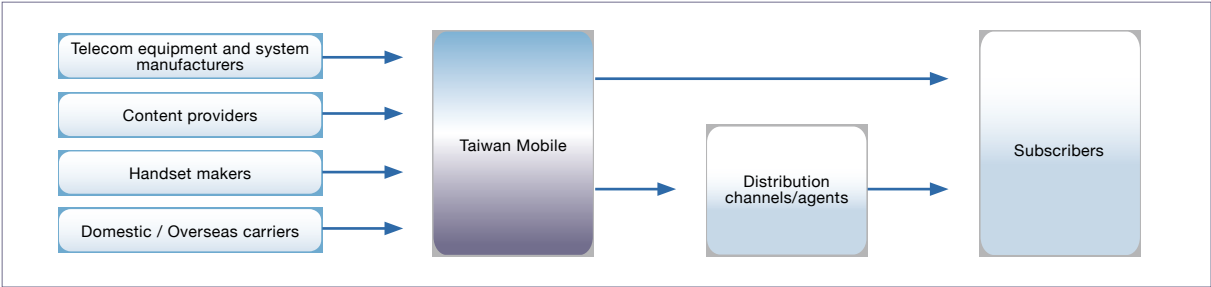 Telecom equipment and system
manufacturers
Content providers
Handset makers
Domestic / Overseas carriers
Taiwan Mobile
Distribution
channels/agents
Subscribers